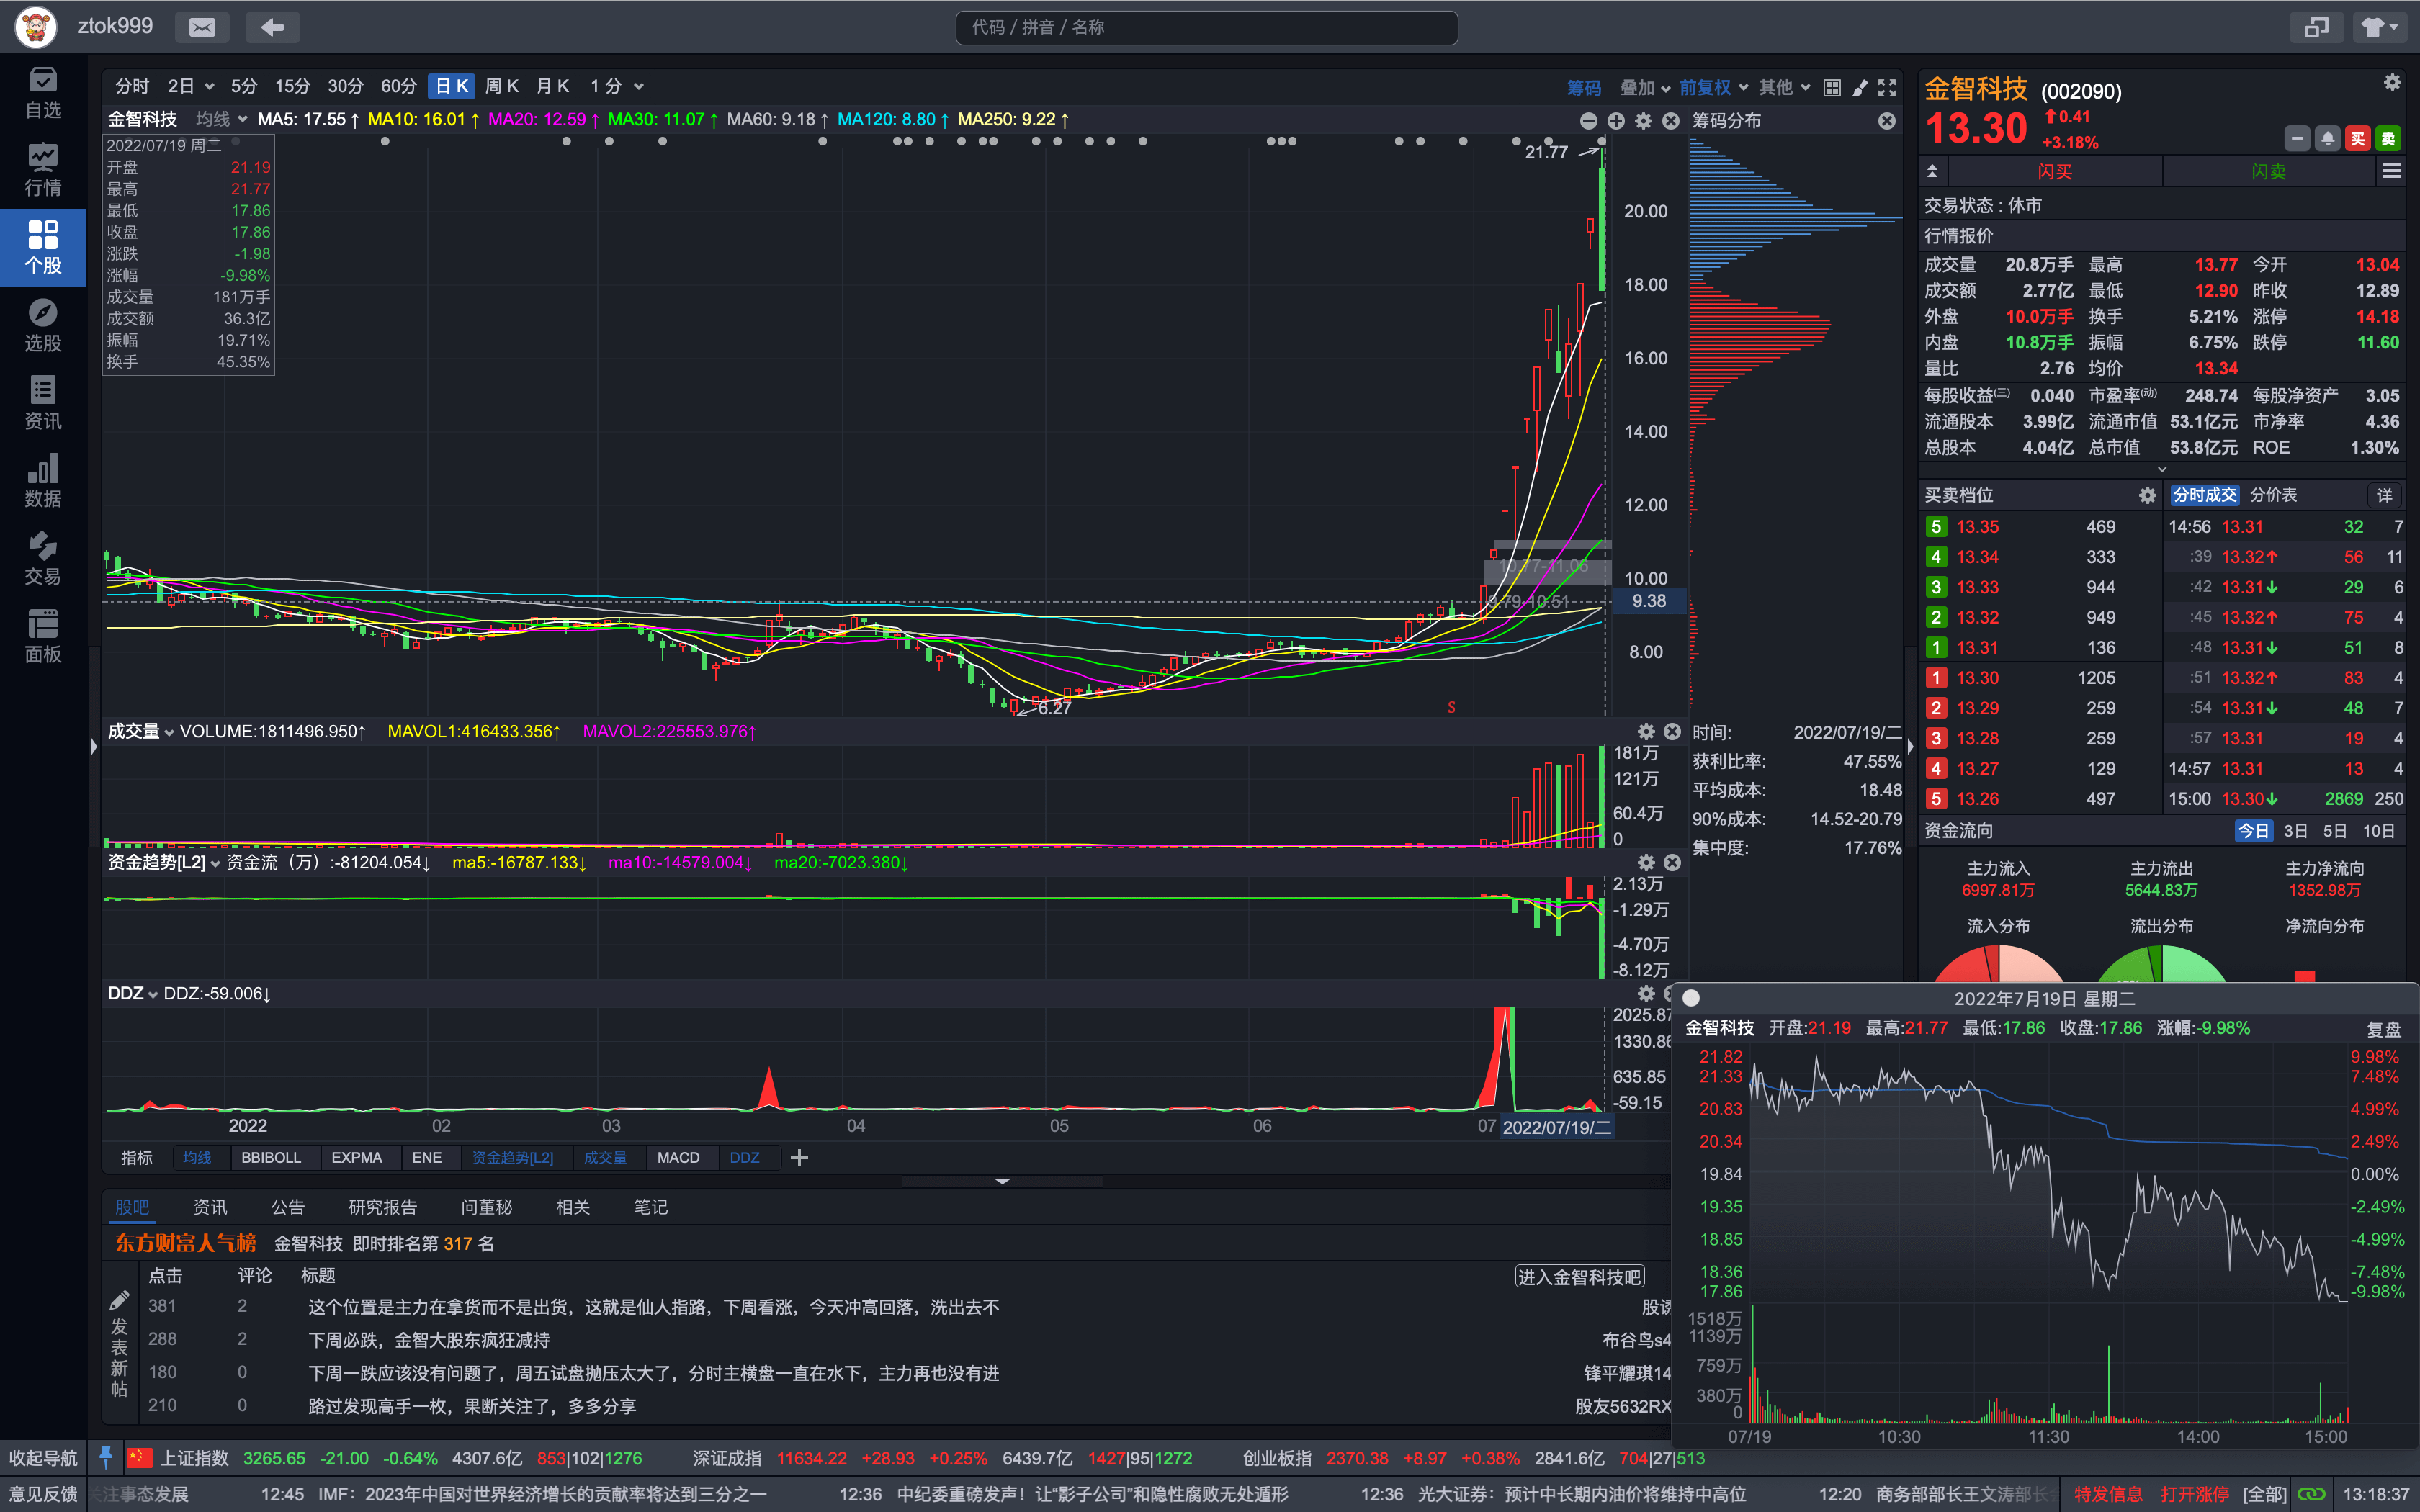 ztok999
代码 / 拼音 / 名称
自选
行情
个股
选股
资讯
数据
交易
面板
分时 2日 5分 15分 30分 60分 日K 周K 月K 1分 筹码 叠加 前复权 其他
金智科技 均线 MA5: 17.55↑ MA10: 16.01↑ MA20: 12.59↑ MA30: 11.07↑ MA60: 9.18↑ MA120: 8.80↑ MA250: 9.22↑ 筹码分布
2022/07/19 周二
开盘 21.19
最高 21.77
最低 17.86
收盘 17.86
涨跌 -1.98
涨幅 -9.98%
成交量 181万手
成交额 36.3亿
振幅 19.71%
换手 45.35%
21.77
20.00
18.00
16.00
14.00
12.00
10.00
9.38
8.00
10.77-11.06
9.79-10.51
6.27
S
成交量 VOLUME:1811496.950↑ MAVOL1:416433.356↑ MAVOL2:225553.976↑
181万
121万
60.4万
0
资金趋势[L2] 资金流（万）:-81204.054↓ ma5:-16787.133↓ ma10:-14579.004↓ ma20:-7023.380↓
2.13万
-1.29万
-4.70万
-8.12万
DDZ DDZ:-59.006↓
2025.87
1330.86
635.85
-59.15
2022 02 03 04 05 06 07 2022/07/19/二
指标 均线 BBIBOLL EXPMA ENE 资金趋势[L2] 成交量 MACD DDZ
时间: 2022/07/19/二
获利比率: 47.55%
平均成本: 18.48
90%成本: 14.52-20.79
集中度: 17.76%
股吧 资讯 公告 研究报告 问董秘 相关 笔记
东方财富人气榜 金智科技 即时排名第 317 名
点击 评论 标题 进入金智科技吧
发表新帖
381 2 这个位置是主力在拿货而不是出货，这就是仙人指路，下周看涨，今天冲高回落，洗出去不
288 2 下周必跌，金智大股东疯狂减持 布谷鸟s4
180 0 下周一跌应该没有问题了，周五试盘抛压太大了，分时主横盘一直在水下，主力再也没有进 锋平耀琪14
210 0 路过发现高手一枚，果断关注了，多多分享 股友5632RX
金智科技 (002090)
13.30 0.41
+3.18%
买 卖
闪买 闪卖
交易状态 : 休市
行情报价
成交量 20.8万手 最高 13.77 今开 13.04
成交额 2.77亿 最低 12.90 昨收 12.89
外盘 10.0万手 换手 5.21% 涨停 14.18
内盘 10.8万手 振幅 6.75% 跌停 11.60
量比 2.76 均价 13.34
每股收益(三) 0.040 市盈率(动) 248.74 每股净资产 3.05
流通股本 3.99亿 流通市值 53.1亿元 市净率 4.36
总股本 4.04亿 总市值 53.8亿元 ROE 1.30%
买卖档位 分时成交 分价表 详
5 13.35 469 14:56 13.31 32 7
4 13.34 333 :39 13.32↑ 56 11
3 13.33 944 :42 13.31↓ 29 6
2 13.32 949 :45 13.32↑ 75 4
1 13.31 136 :48 13.31↓ 51 8
1 13.30 1205 :51 13.32↑ 83 4
2 13.29 259 :54 13.31↓ 48 7
3 13.28 259 :57 13.31 19 4
4 13.27 129 14:57 13.31 13 4
5 13.26 497 15:00 13.30↓ 2869 250
资金流向 今日 3日 5日 10日
主力流入 主力流出 主力净流向
6997.81万 5644.83万 1352.98万
流入分布 流出分布 净流向分布
2022年7月19日 星期二
金智科技 开盘:21.19 最高:21.77 最低:17.86 收盘:17.86 涨幅:-9.98% 复盘
21.82 9.98%
21.33 7.48%
20.83 4.99%
20.34 2.49%
19.84 0.00%
19.35 -2.49%
18.85 -4.99%
18.36 -7.48%
17.86 -9.98%
1518万
1139万
759万
380万
0
07/19 10:30 11:30 14:00 15:00
收起导航 上证指数 3265.65 -21.00 -0.64% 4307.6亿 853|102|1276 深证成指 11634.22 +28.93 +0.25% 6439.7亿 1427|95|1272 创业板指 2370.38 +8.97 +0.38% 2841.6亿 704|27|513
意见反馈 关注事态发展 12:45 IMF：2023年中国对世界经济增长的贡献率将达到三分之一 12:36 中纪委重磅发声！让“影子公司”和隐性腐败无处遁形 12:36 光大证券：预计中长期内油价将维持中高位 12:20 商务部部长王文涛部长 特发信息 打开涨停 [全部] 13:18:37